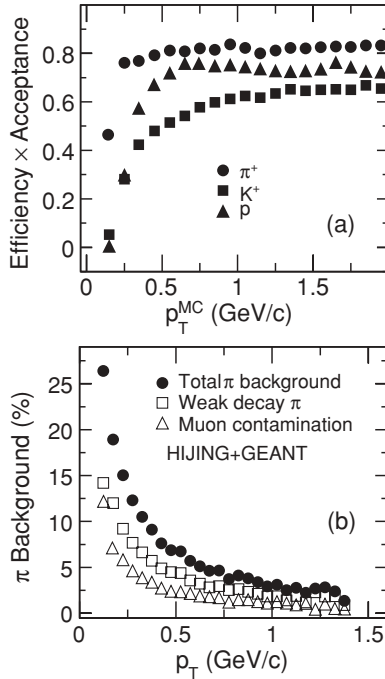 Efficiency × Acceptance
0.8
0.6
0.4
0.2
0
π⁺
K⁺
p
(a)
0 0.5 1 1.5
p_T^MC (GeV/c)
π Background (%)
25
20
15
10
5
0
Total π background
Weak decay π
Muon contamination
HIJING+GEANT
(b)
0 0.5 1 1.5
p_T (GeV/c)